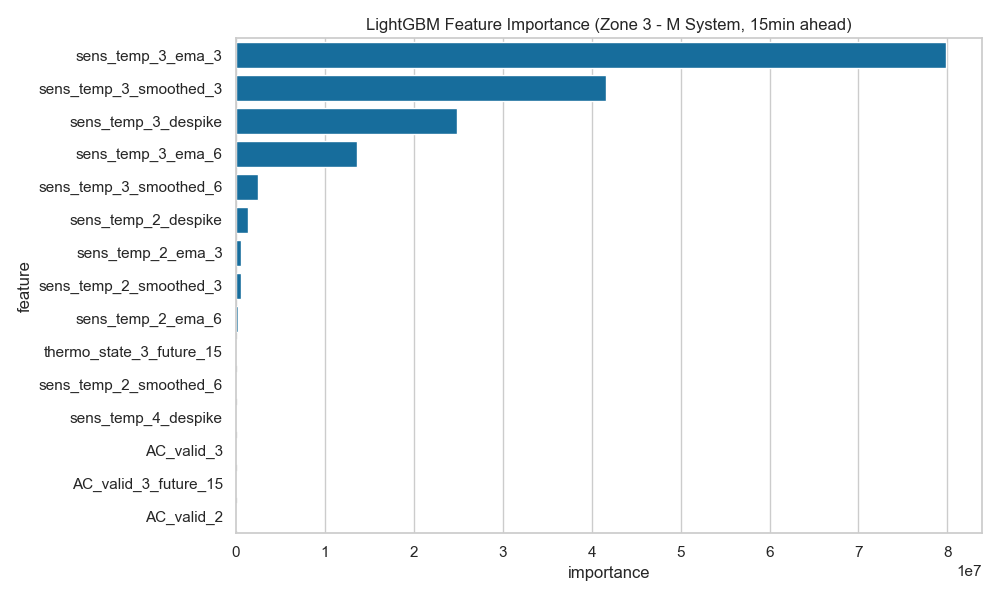 LightGBM Feature Importance (Zone 3 - M System, 15min ahead)
feature
sens_temp_3_ema_3
sens_temp_3_smoothed_3
sens_temp_3_despike
sens_temp_3_ema_6
sens_temp_3_smoothed_6
sens_temp_2_despike
sens_temp_2_ema_3
sens_temp_2_smoothed_3
sens_temp_2_ema_6
thermo_state_3_future_15
sens_temp_2_smoothed_6
sens_temp_4_despike
AC_valid_3
AC_valid_3_future_15
AC_valid_2
0 1 2 3 4 5 6 7 8
1e7
importance